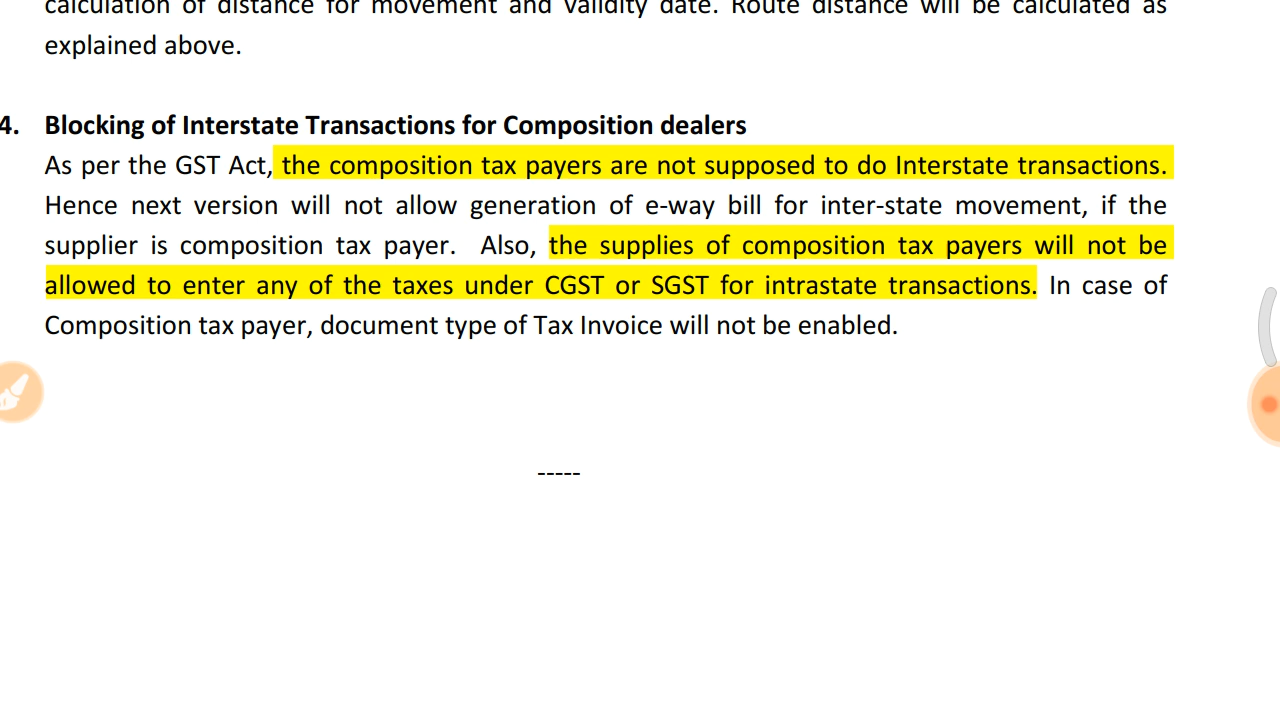 calculation of distance for movement and validity date. Route distance will be calculated as
explained above.
4. Blocking of Interstate Transactions for Composition dealers
As per the GST Act, the composition tax payers are not supposed to do Interstate transactions.
Hence next version will not allow generation of e-way bill for inter-state movement, if the
supplier is composition tax payer. Also, the supplies of composition tax payers will not be
allowed to enter any of the taxes under CGST or SGST for intrastate transactions. In case of
Composition tax payer, document type of Tax Invoice will not be enabled.
-----